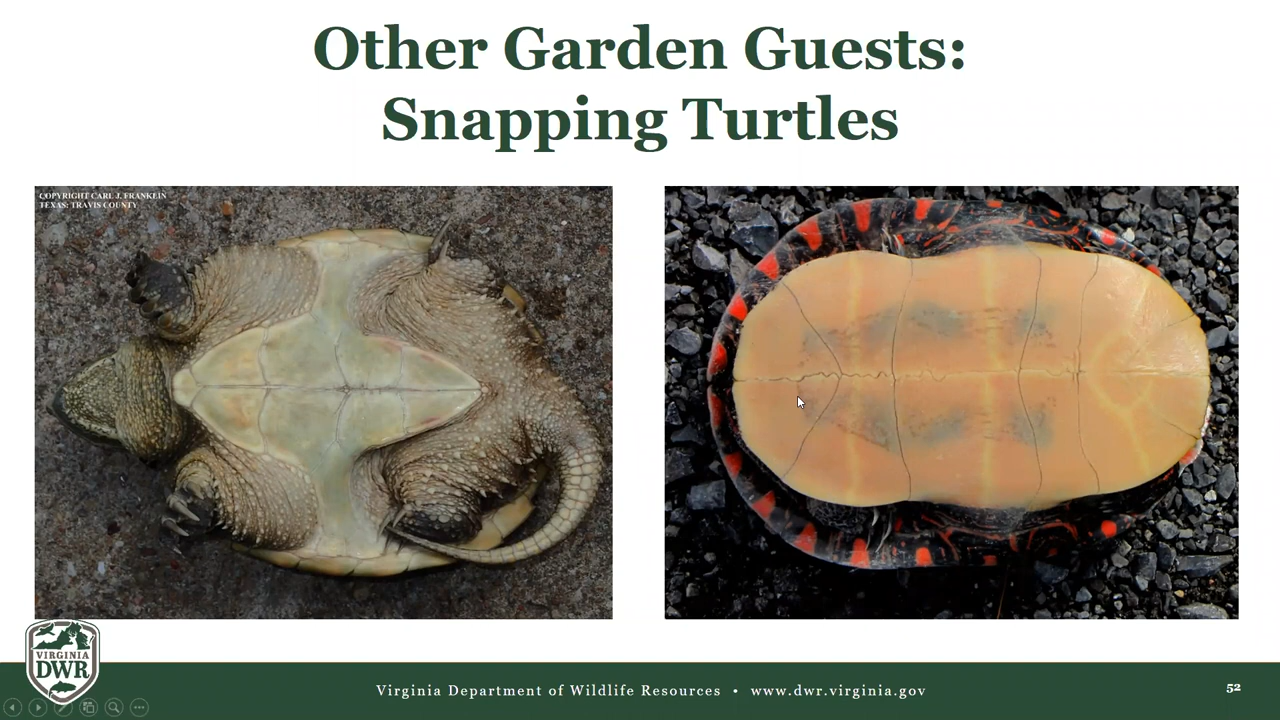 Other Garden Guests:
Snapping Turtles
COPYRIGHT CARL J. FRANKLIN
TEXAS: TRAVIS COUNTY
VIRGINIA
DWR
Virginia Department of Wildlife Resources • www.dwr.virginia.gov
52